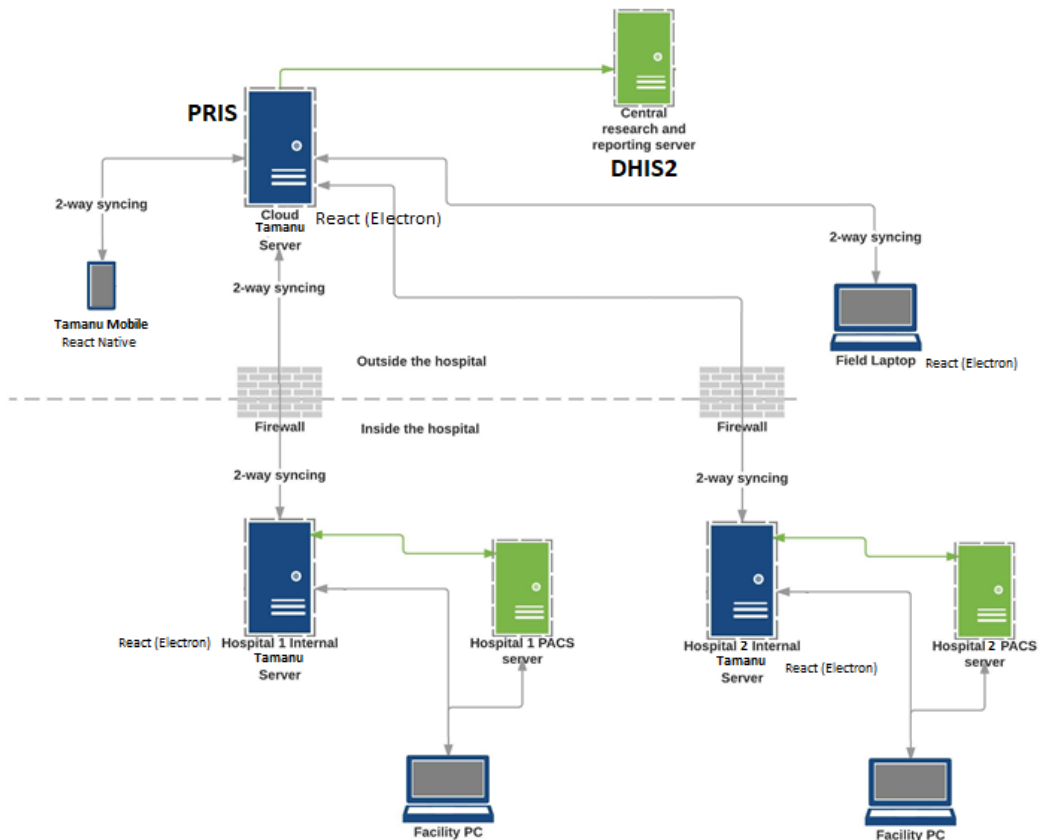 PRIS
Central
research and
reporting server
DHIS2
2-way syncing
Cloud
Tamanu
Server
React (Electron)
2-way syncing
2-way syncing
Tamanu Mobile
React Native
Field Laptop
React (Electron)
Outside the hospital
Firewall
Firewall
Inside the hospital
2-way syncing
2-way syncing
React (Electron)
Hospital 1 Internal
Tamanu
Server
Hospital 1 PACS
server
Hospital 2 Internal
Tamanu
Server
React (Electron)
Hospital 2 PACS
server
Facility PC
Facility PC